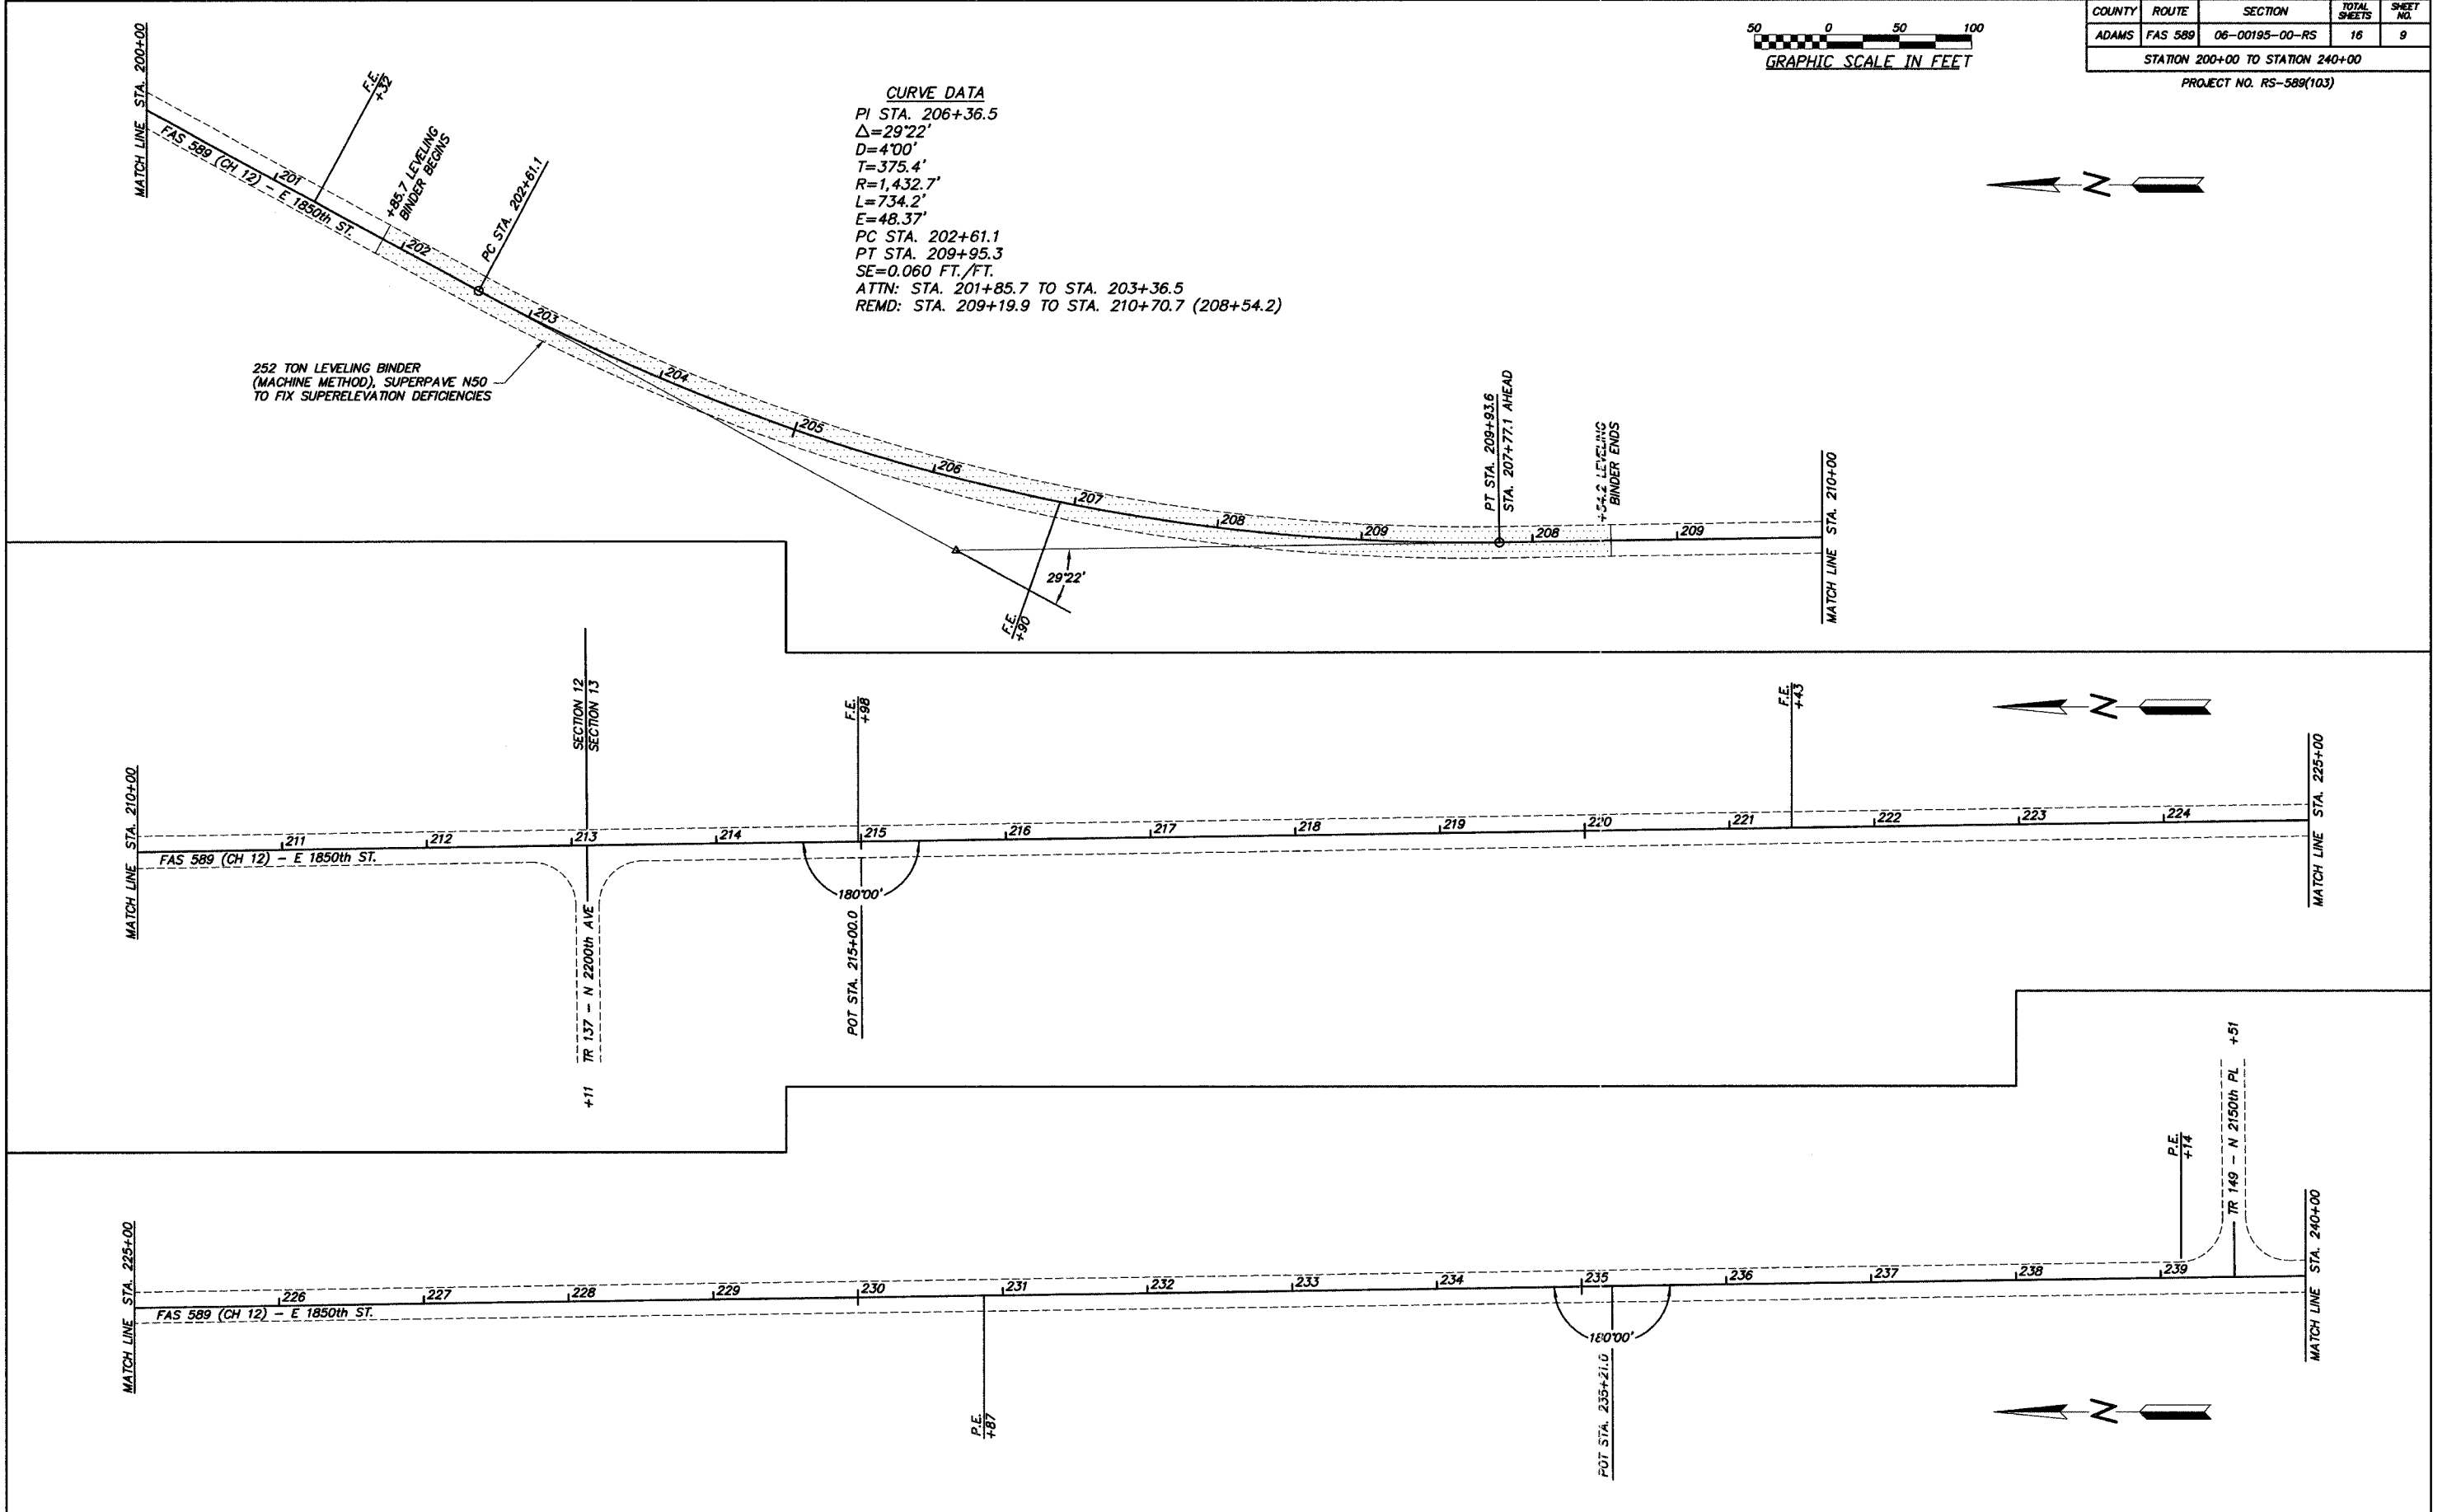 COUNTY ROUTE SECTION TOTAL SHEETS SHEET NO.
ADAMS FAS 589 06-00195-00-RS 16 9
STATION 200+00 TO STATION 240+00
PROJECT NO. RS-589(103)
50 0 50 100
GRAPHIC SCALE IN FEET
CURVE DATA
PI STA. 206+36.5
Δ=29°22'
D=4°00'
T=375.4'
R=1,432.7'
L=734.2'
E=48.37'
PC STA. 202+61.1
PT STA. 209+95.3
SE=0.060 FT./FT.
ATTN: STA. 201+85.7 TO STA. 203+36.5
REMD: STA. 209+19.9 TO STA. 210+70.7 (208+54.2)
MATCH LINE STA. 200+00
FAS 589 (CH 12) - E 1850th ST.
F.E.
+32
+85.7 LEVELING
BINDER BEGINS
PC STA. 202+61.1
201
202
203
204
205
206
207
208
209
208
209
252 TON LEVELING BINDER
(MACHINE METHOD), SUPERPAVE N50
TO FIX SUPERELEVATION DEFICIENCIES
29°22'
F.E.
+90
PT STA. 209+93.6
STA. 207+77.1 AHEAD
+54.2 LEVELING
BINDER ENDS
MATCH LINE STA. 210+00
N
MATCH LINE STA. 210+00
FAS 589 (CH 12) - E 1850th ST.
SECTION 12
SECTION 13
F.E.
+98
F.E.
+43
N
211 212 213 214 215 216 217 218 219 220 221 222 223 224
180°00'
TR 137 - N 2200th AVE
+11
POT STA. 215+00.0
MATCH LINE STA. 225+00
MATCH LINE STA. 225+00
FAS 589 (CH 12) - E 1850th ST.
226 227 228 229 230 231 232 233 234 235 236 237 238 239
P.E.
+87
180°00'
POT STA. 235+21.0
P.E.
+14
TR 149 - N 2150th PL +51
MATCH LINE STA. 240+00
N